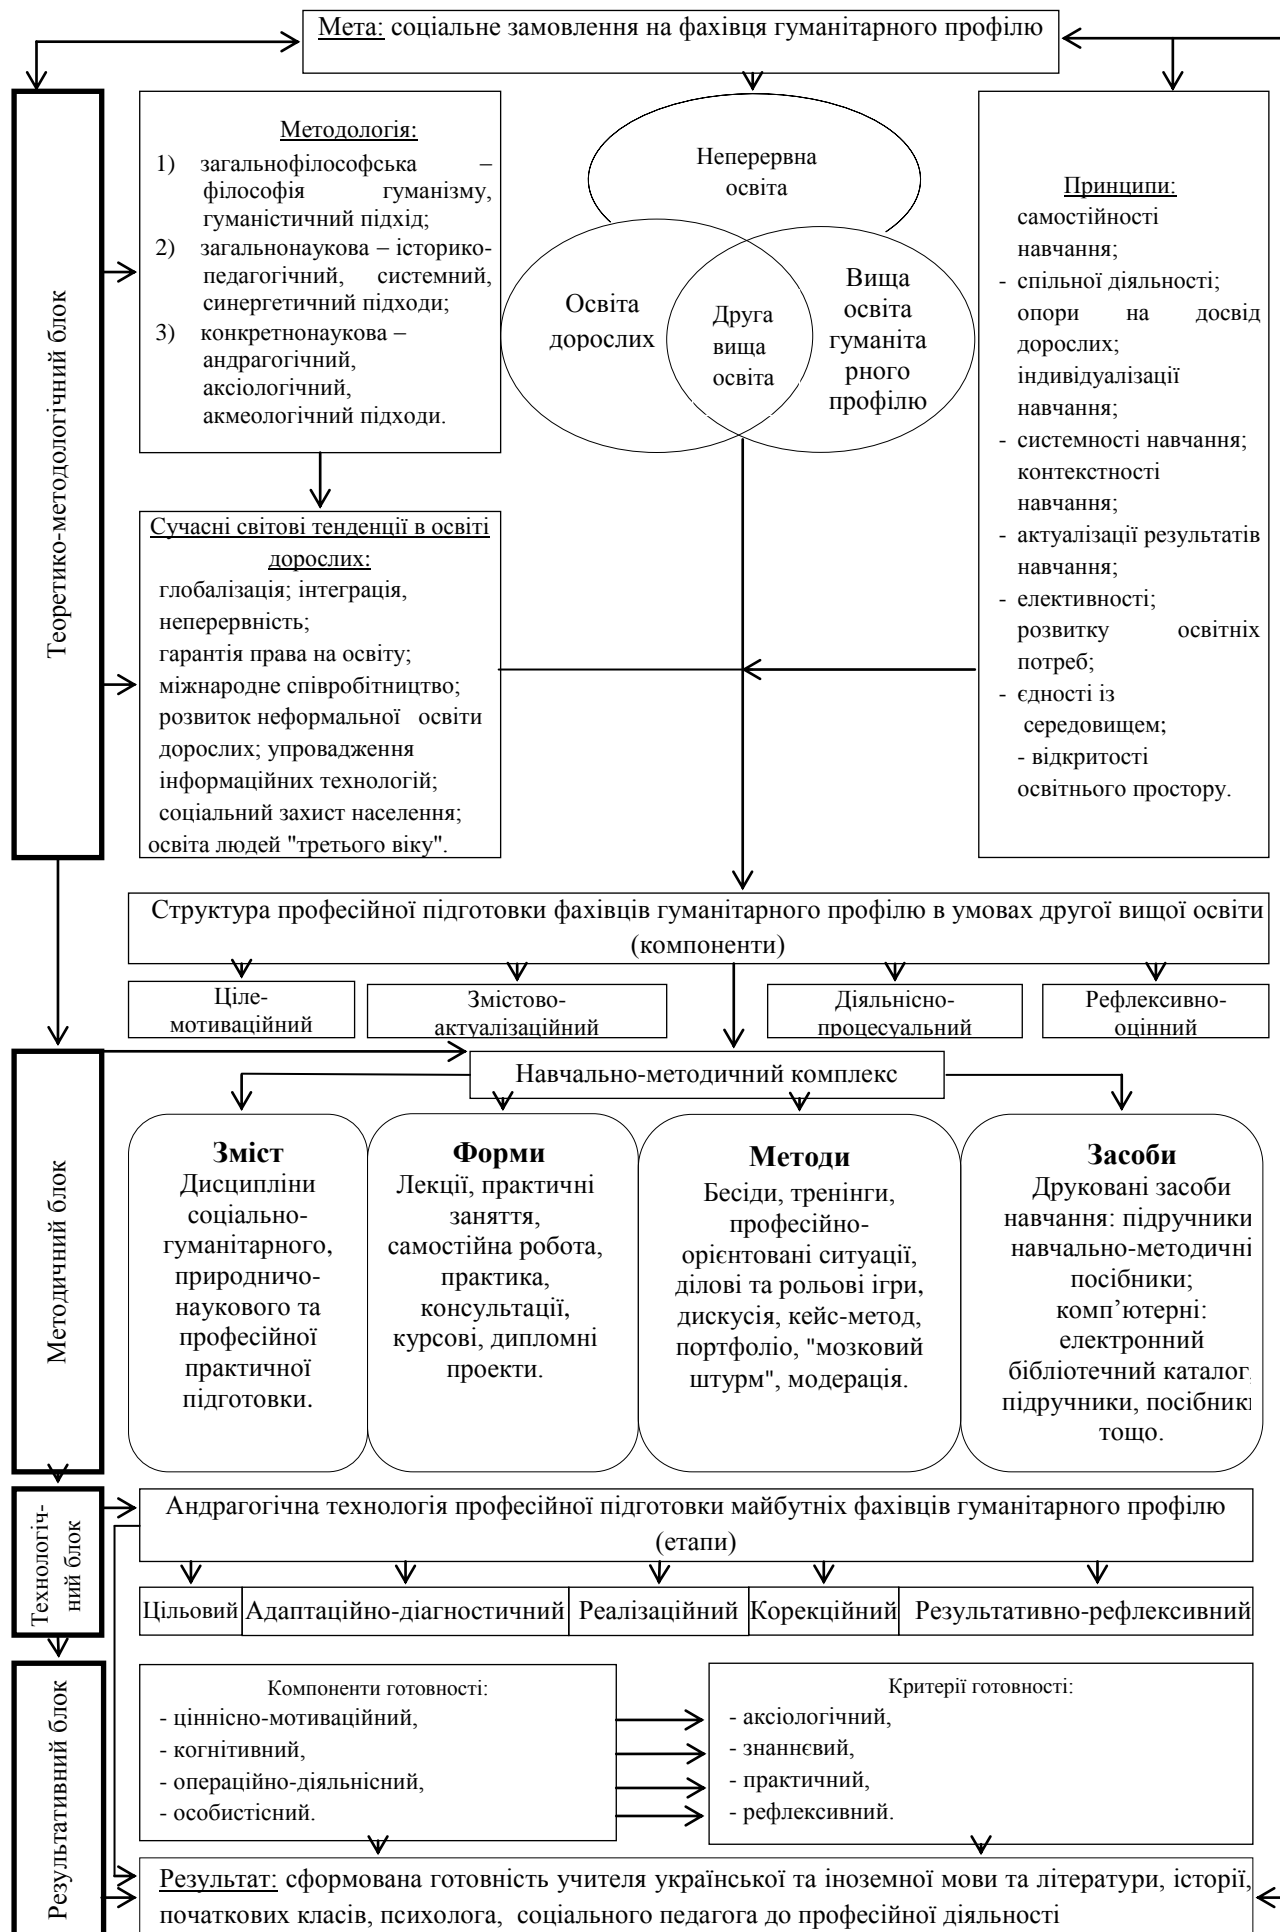 Мета: соціальне замовлення на фахівця гуманітарного профілю
Теоретико-методологічний блок
Методологія:
1) загальнофілософська –
філософія гуманізму,
гуманістичний підхід;
2) загальнонаукова – історико-
педагогічний, системний,
синергетичний підходи;
3) конкретнонаукова –
андрагогічний,
аксіологічний,
акмеологічний підходи.
Неперервна
освіта
Освіта
дорослих
Друга
вища
освіта
Вища
освіта
гуманіта
рного
профілю
Принципи:
самостійності
навчання;
- спільної діяльності;
опори на досвід
дорослих;
індивідуалізації
навчання;
- системності навчання;
контекстності
навчання;
- актуалізації результатів
навчання;
- елективності;
розвитку освітніх
потреб;
- єдності із
середовищем;
- відкритості
освітнього простору.
Сучасні світові тенденції в освіті
дорослих:
глобалізація; інтеграція,
неперервність;
гарантія права на освіту;
міжнародне співробітництво;
розвиток неформальної освіти
дорослих; упровадження
інформаційних технологій;
соціальний захист населення;
освіта людей "третього віку".
Структура професійної підготовки фахівців гуманітарного профілю в умовах другої вищої освіти
(компоненти)
Ціле-
мотиваційний
Змістово-
актуалізаційний
Діяльнісно-
процесуальний
Рефлексивно-
оцінний
Методичний блок
Навчально-методичний комплекс
Зміст
Дисципліни
соціально-
гуманітарного,
природничо-
наукового та
професійної
практичної
підготовки.
Форми
Лекції, практичні
заняття,
самостійна робота,
практика,
консультації,
курсові, дипломні
проекти.
Методи
Бесіди, тренінги,
професійно-
орієнтовані ситуації,
ділові та рольові ігри,
дискусія, кейс-метод,
портфоліо, "мозковий
штурм", модерація.
Засоби
Друковані засоби
навчання: підручники
навчально-методичні
посібники;
комп’ютерні:
електронний
бібліотечний каталог,
підручники, посібники
тощо.
Технологіч-
ний блок
Андрагогічна технологія професійної підготовки майбутніх фахівців гуманітарного профілю
(етапи)
Цільовий
Адаптаційно-діагностичний
Реалізаційний
Корекційний
Результативно-рефлексивний
Результативний блок
Компоненти готовності:
- ціннісно-мотиваційний,
- когнітивний,
- операційно-діяльнісний,
- особистісний.
Критерії готовності:
- аксіологічний,
- знаннєвий,
- практичний,
- рефлексивний.
Результат: сформована готовність учителя української та іноземної мови та літератури, історії,
початкових класів, психолога, соціального педагога до професійної діяльності